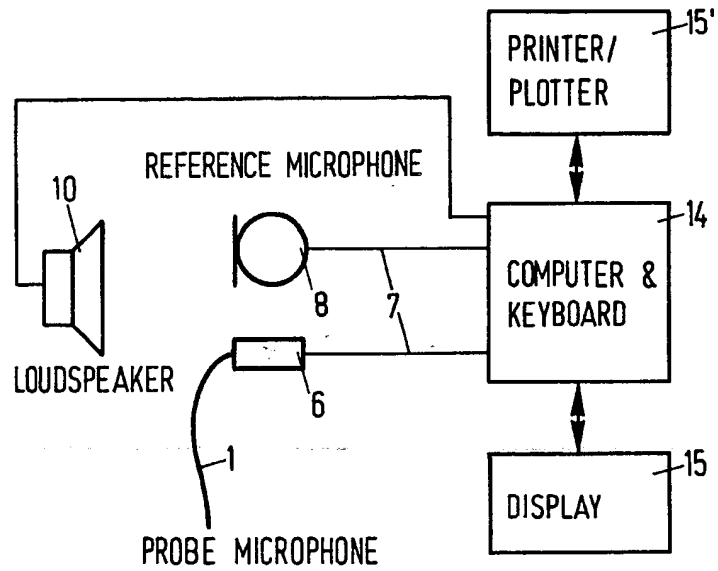 15'
PRINTER/
PLOTTER
REFERENCE MICROPHONE
10
14
COMPUTER &
KEYBOARD
8
7
LOUDSPEAKER
6
1
15
DISPLAY
PROBE MICROPHONE